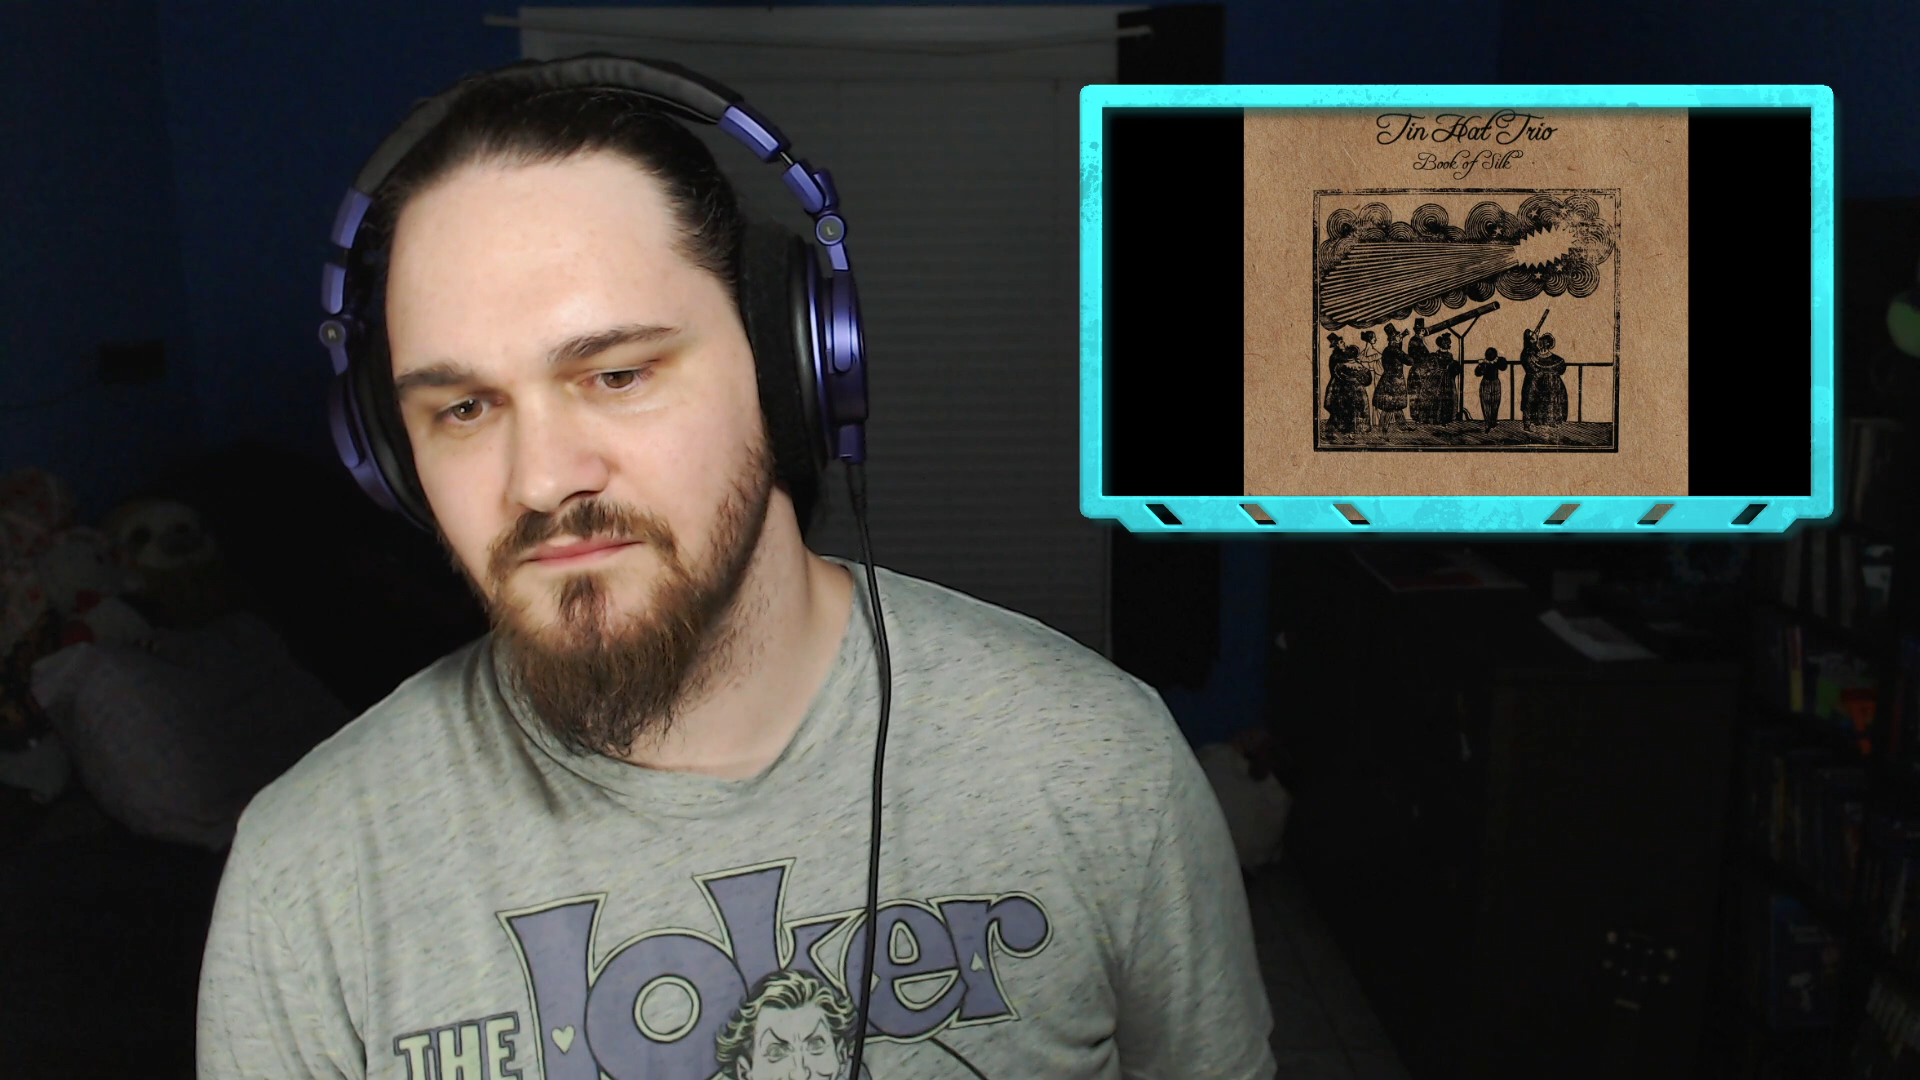 Tin Hat Trio
Book of Silk
L
R
THE
Joker